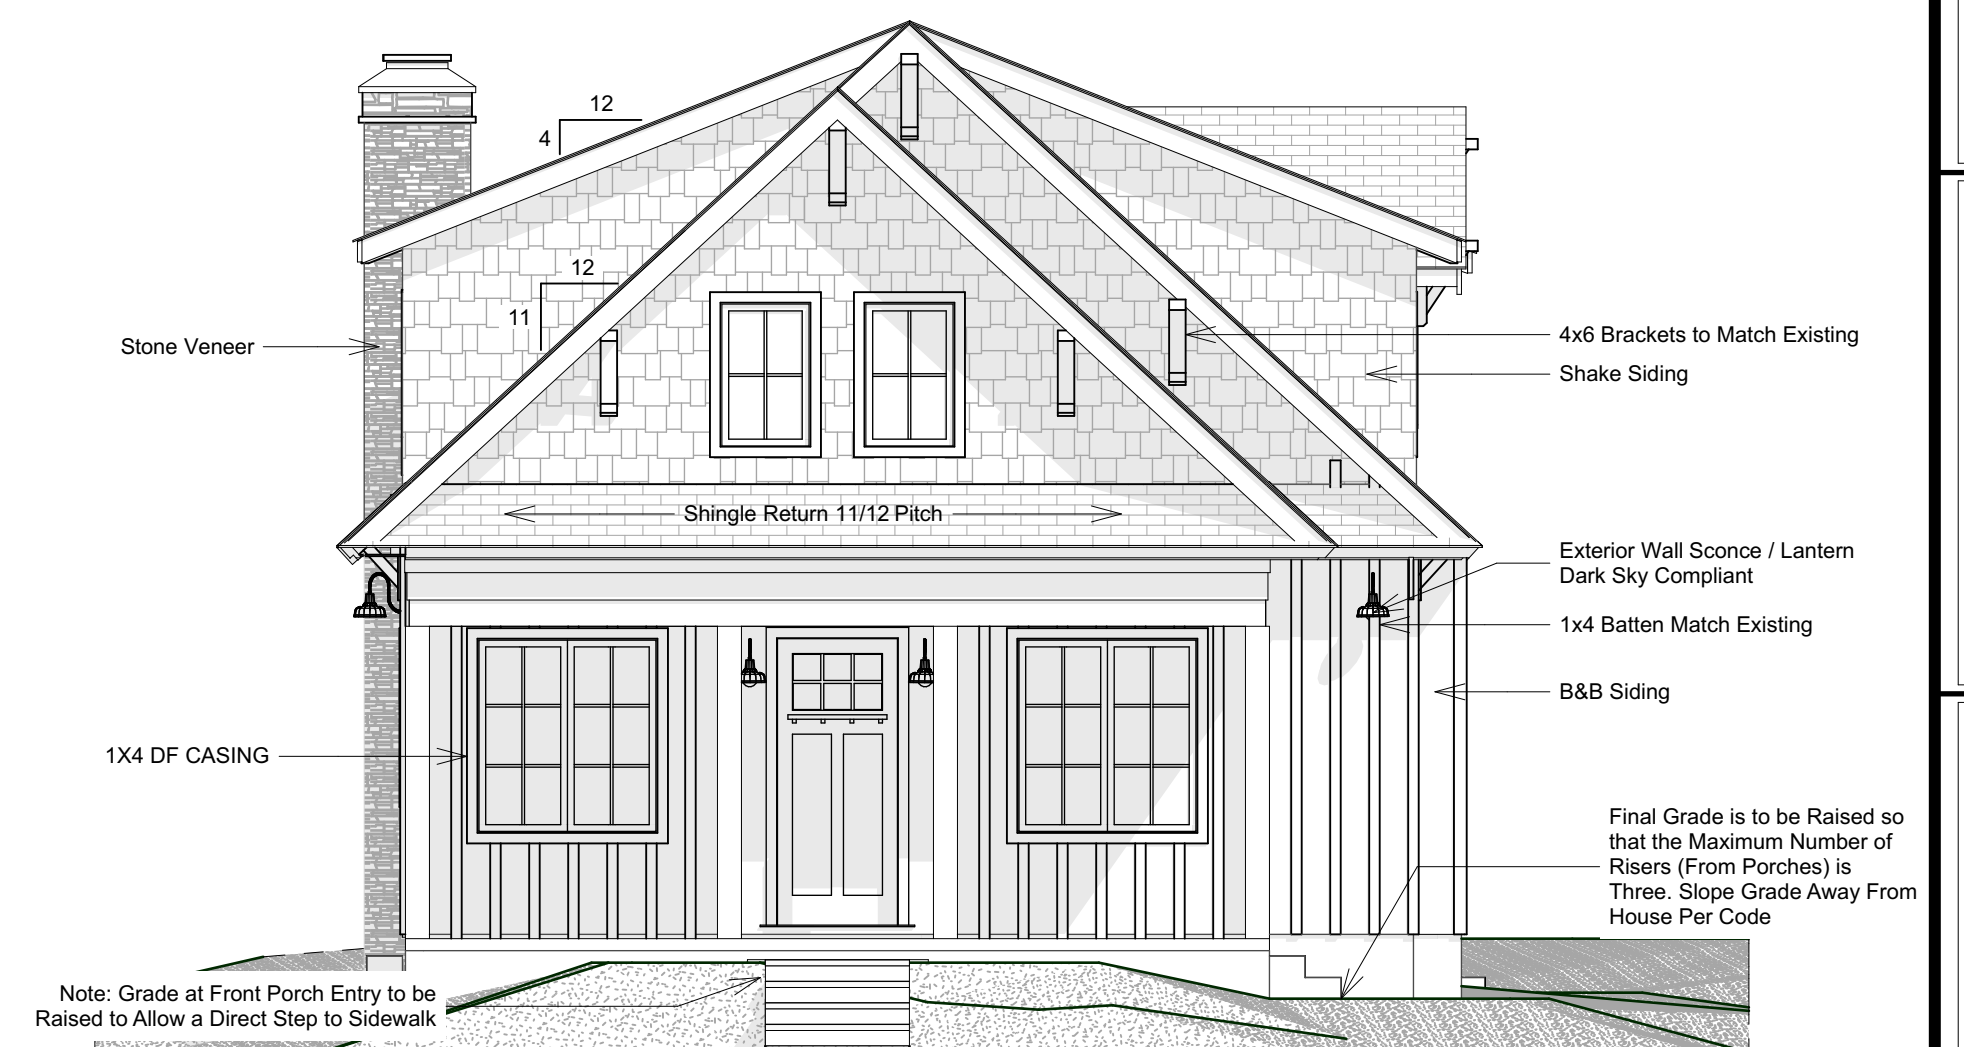 12
4
12
11
Stone Veneer
4x6 Brackets to Match Existing
Shake Siding
Shingle Return 11/12 Pitch
Exterior Wall Sconce / Lantern
Dark Sky Compliant
1x4 Batten Match Existing
B&B Siding
1X4 DF CASING
Final Grade is to be Raised so
that the Maximum Number of
Risers (From Porches) is
Three. Slope Grade Away From
House Per Code
Note: Grade at Front Porch Entry to be
Raised to Allow a Direct Step to Sidewalk